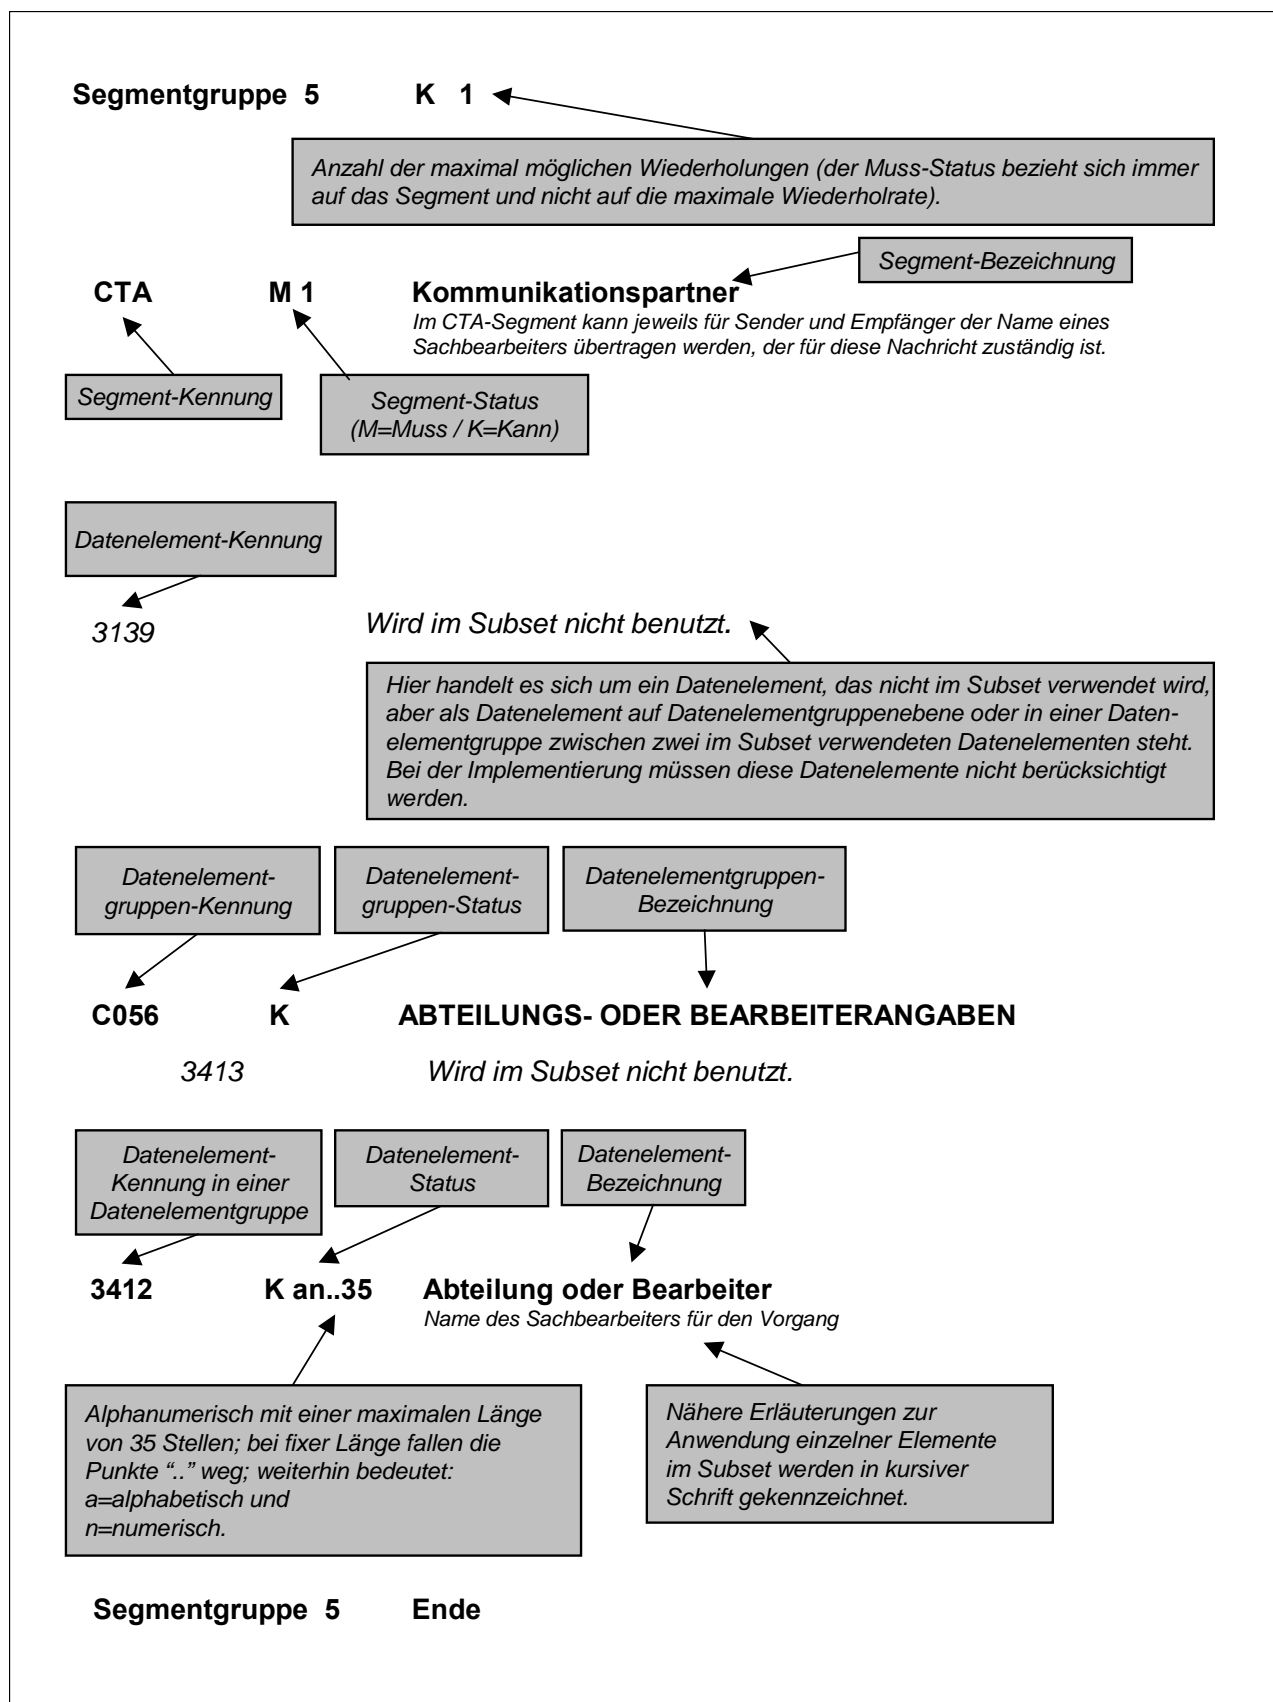 Segmentgruppe 5 K 1
Anzahl der maximal möglichen Wiederholungen (der Muss-Status bezieht sich immer
auf das Segment und nicht auf die maximale Wiederholrate).
Segment-Bezeichnung
CTA M 1 Kommunikationspartner
Im CTA-Segment kann jeweils für Sender und Empfänger der Name eines
Sachbearbeiters übertragen werden, der für diese Nachricht zuständig ist.
Segment-Kennung
Segment-Status
(M=Muss / K=Kann)
Datenelement-Kennung
3139 Wird im Subset nicht benutzt.
Hier handelt es sich um ein Datenelement, das nicht im Subset verwendet wird,
aber als Datenelement auf Datenelementgruppenebene oder in einer Daten-
elementgruppe zwischen zwei im Subset verwendeten Datenelementen steht.
Bei der Implementierung müssen diese Datenelemente nicht berücksichtigt
werden.
Datenelement-
gruppen-Kennung
Datenelement-
gruppen-Status
Datenelementgruppen-
Bezeichnung
C056 K ABTEILUNGS- ODER BEARBEITERANGABEN
3413 Wird im Subset nicht benutzt.
Datenelement-
Kennung in einer
Datenelementgruppe
Datenelement-
Status
Datenelement-
Bezeichnung
3412 K an..35 Abteilung oder Bearbeiter
Name des Sachbearbeiters für den Vorgang
Alphanumerisch mit einer maximalen Länge
von 35 Stellen; bei fixer Länge fallen die
Punkte “..” weg; weiterhin bedeutet:
a=alphabetisch und
n=numerisch.
Nähere Erläuterungen zur
Anwendung einzelner Elemente
im Subset werden in kursiver
Schrift gekennzeichnet.
Segmentgruppe 5 Ende